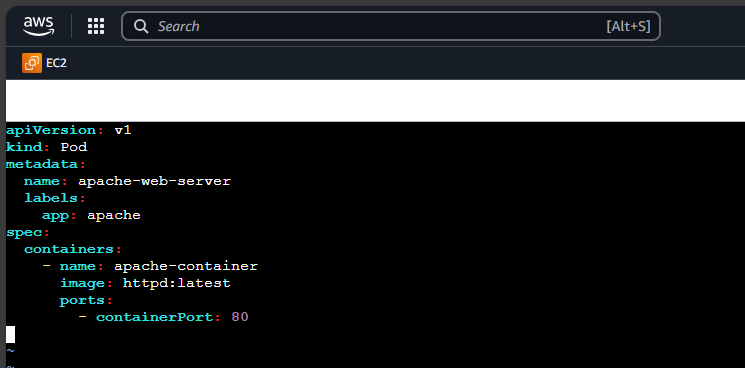 aws
Search [Alt+S]
EC2
apiVersion: v1
kind: Pod
metadata:
  name: apache-web-server
  labels:
    app: apache
spec:
  containers:
    - name: apache-container
      image: httpd:latest
      ports:
        - containerPort: 80
~
~